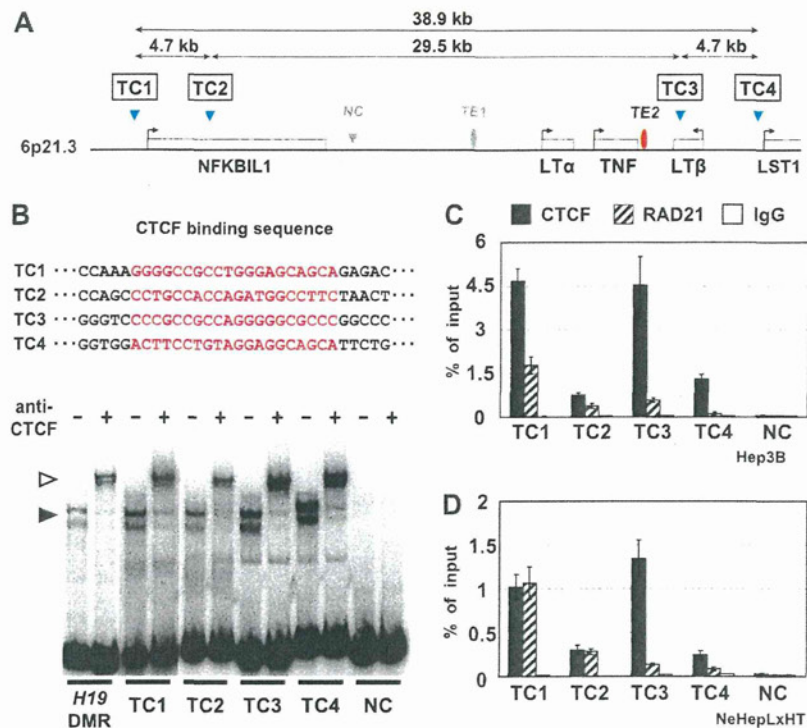 A
38.9 kb
4.7 kb 29.5 kb 4.7 kb
TC1 TC2 TC3 TC4
NC TE1 TE2
6p21.3
NFKBIL1 LTα TNF LTβ LST1
B
CTCF binding sequence
TC1 ···CCAAAGGGGCCGCCTGGGAGCAGCAGAGAC···
TC2 ···CCAGCCCTGCCACCAGATGGCCTTCTAACT···
TC3 ···GGGTCCCCGCCGCCAGGGGGCGCCCGGCCC···
TC4 ···GGTGGACTTCCTGTAGGAGGCAGCATTCTG···
anti-CTCF - + - + - + - + - + - +
H19 DMR TC1 TC2 TC3 TC4 NC
C
CTCF RAD21 IgG
% of input
6
4.5
3
1.5
0
TC1 TC2 TC3 TC4 NC
Hep3B
D
% of input
2
1.5
1
0.5
0
TC1 TC2 TC3 TC4 NC
NeHepLxHT